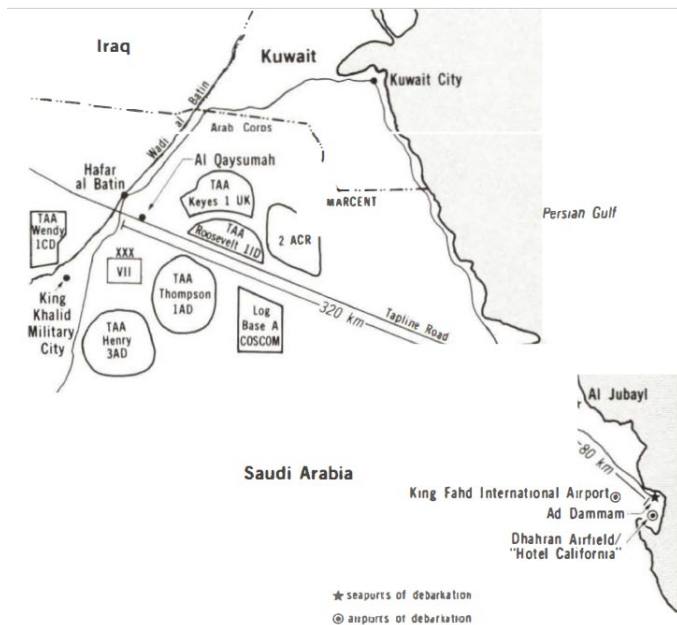 Iraq
Kuwait
Kuwait City
Wadi al Batin
Arab Corps
Hafar
al Batin
Al Qaysumah
TAA
Keyes 1 UK
MARCENT
Persian Gulf
TAA
Wendy
1CD
TAA
Roosevelt 1ID
2 ACR
XXX
VII
King
Khalid
Military
City
TAA
Thompson
1AD
TAA
Henry
3AD
Log
Base A
COSCOM
320 km
Tapline Road
Al Jubayl
80 km
Saudi Arabia
King Fahd International Airport
Ad Dammam
Dhahran Airfield/
"Hotel California"
seaports of debarkation
airports of debarkation